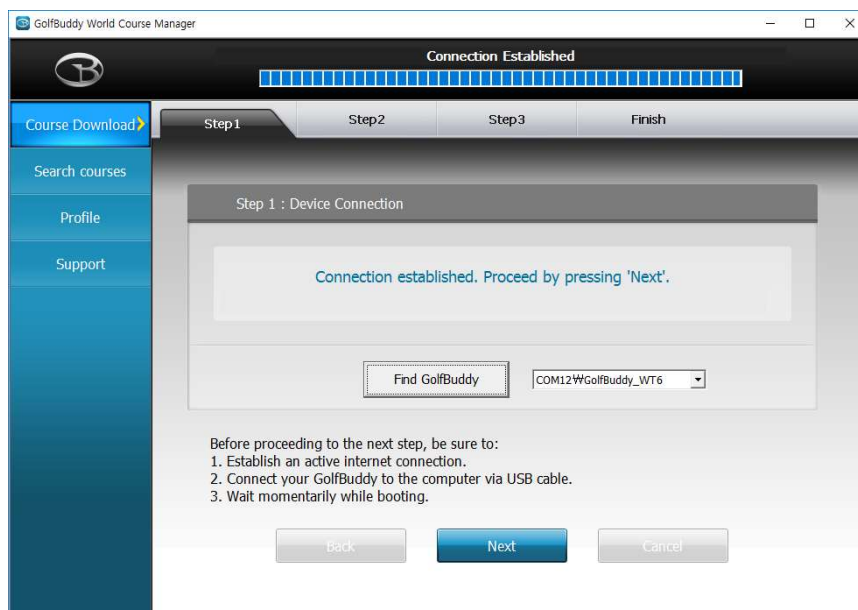 GolfBuddy World Course Manager
Connection Established
Course Download
Step1
Step2
Step3
Finish
Search courses
Profile
Support
Step 1 : Device Connection
Connection established. Proceed by pressing 'Next'.
Find GolfBuddy
COM12₩GolfBuddy_WT6
Before proceeding to the next step, be sure to:
1. Establish an active internet connection.
2. Connect your GolfBuddy to the computer via USB cable.
3. Wait momentarily while booting.
Back
Next
Cancel